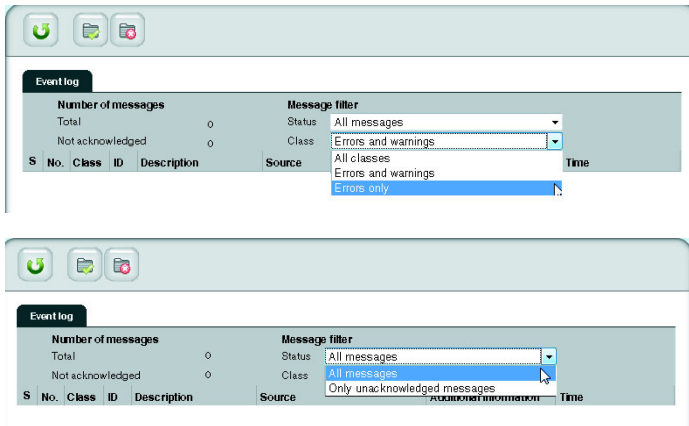 Event log
Number of messages Message filter
Total 0 Status All messages
Not acknowledged 0 Class Errors and warnings
S No. Class ID Description Source Time
All classes
Errors and warnings
Errors only
Event log
Number of messages Message filter
Total 0 Status All messages
Not acknowledged 0 Class All messages
Only unacknowledged messages
S No. Class ID Description Source Additional information Time